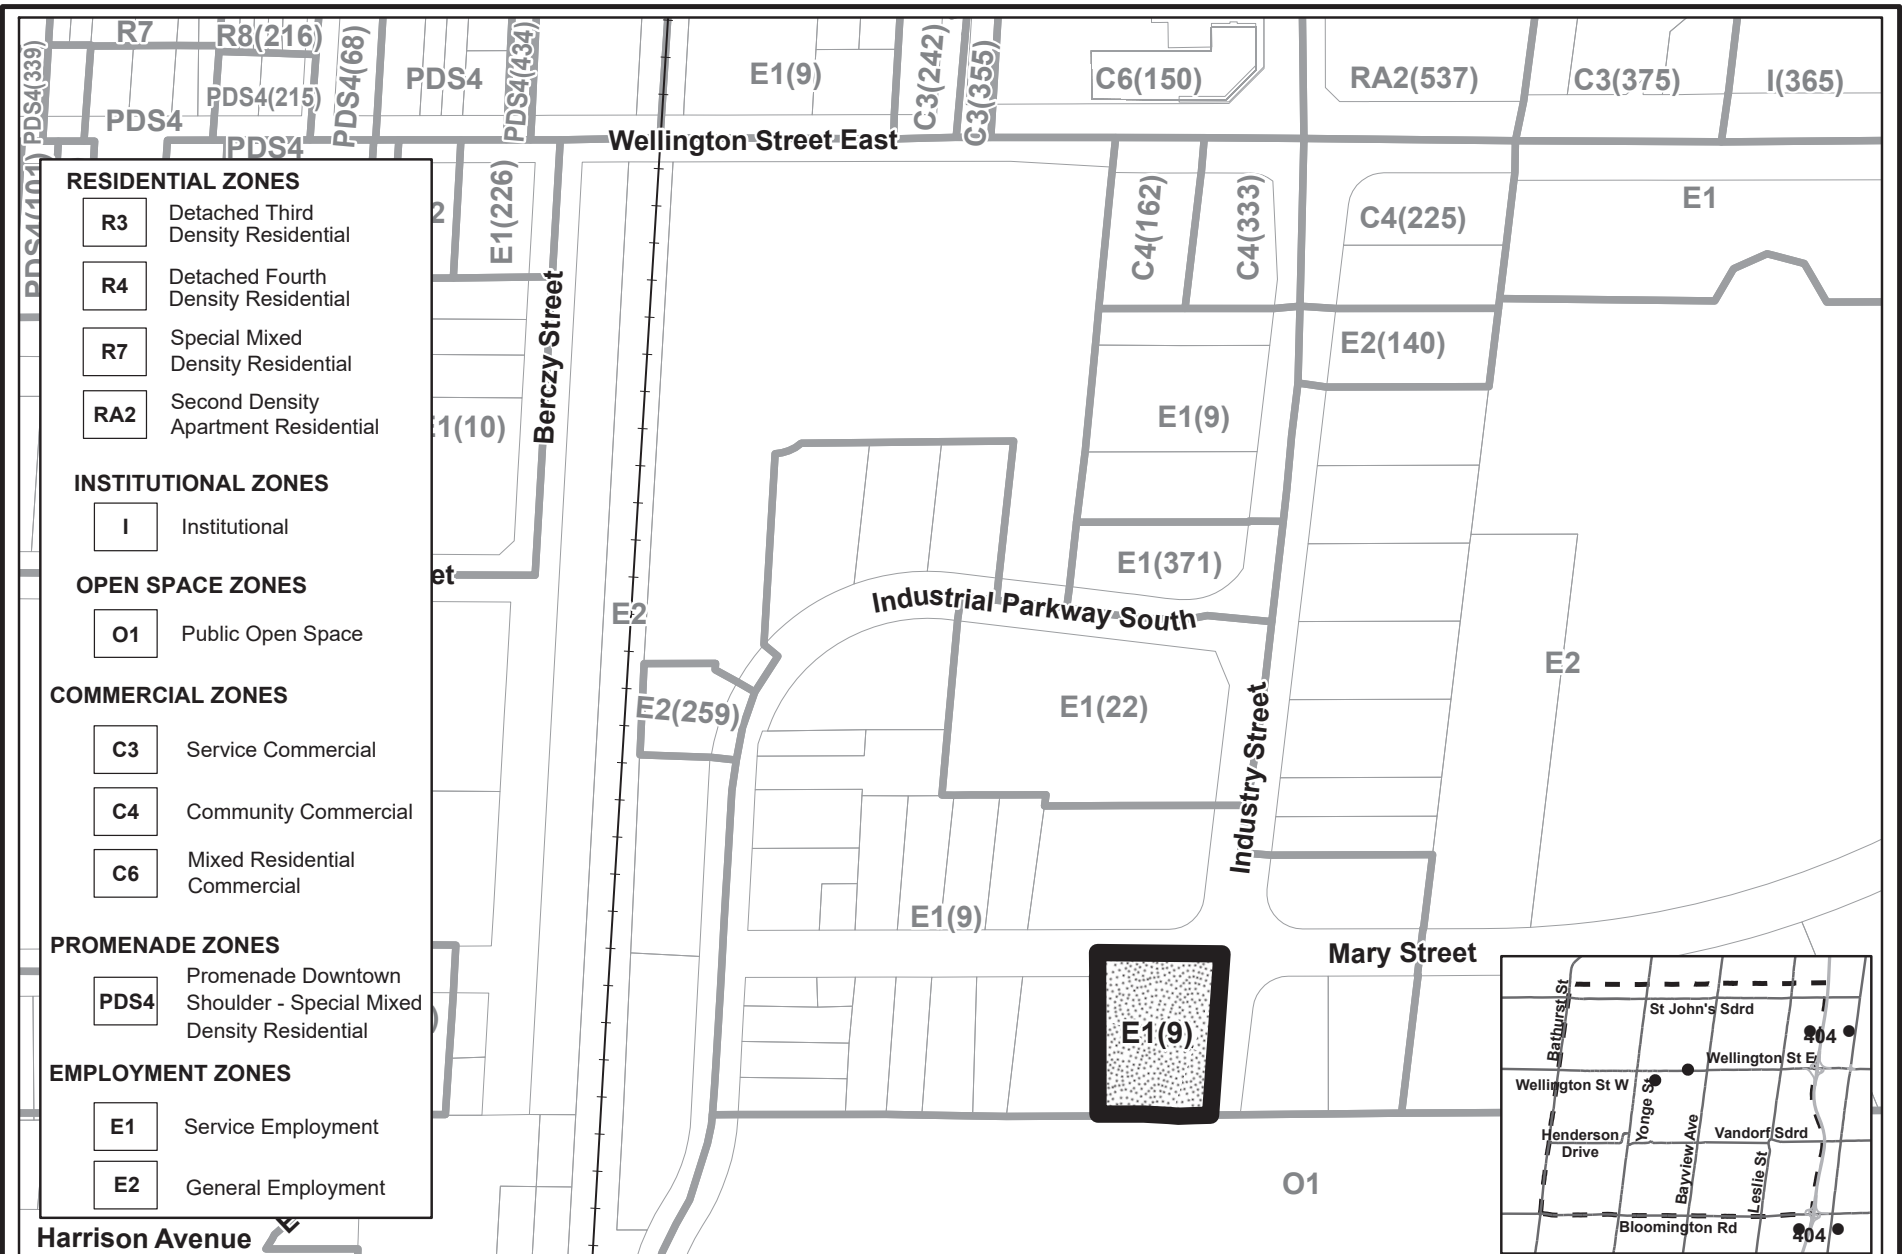 R7
R8(216)
PDS4(339)
PDS4
PDS4(215)
PDS4(68)
PDS4
PDS4(434)
PDS4
PDS4(101)
E1(9)
C3(242)
C3(355)
C6(150)
RA2(537)
C3(375)
I(365)
Wellington Street East
2
E1(226)
Berczy Street
E1(10)
et
C4(162)
C4(333)
C4(225)
E1
E2(140)
E1(9)
E1(371)
Industrial Parkway South
E2
E2(259)
E1(22)
E2
Industry Street
E1(9)
Mary Street
E1(9)
O1
Harrison Avenue
RESIDENTIAL ZONES
R3
Detached Third
Density Residential
R4
Detached Fourth
Density Residential
R7
Special Mixed
Density Residential
RA2
Second Density
Apartment Residential
INSTITUTIONAL ZONES
I
Institutional
OPEN SPACE ZONES
O1
Public Open Space
COMMERCIAL ZONES
C3
Service Commercial
C4
Community Commercial
C6
Mixed Residential
Commercial
PROMENADE ZONES
PDS4
Promenade Downtown
Shoulder - Special Mixed
Density Residential
EMPLOYMENT ZONES
E1
Service Employment
E2
General Employment
Bathurst St
St John's Sdrd
404
Wellington St E
Wellington St W
Yonge St
Henderson
Drive
Bayview Ave
Vandorf Sdrd
Leslie St
Bloomington Rd
404